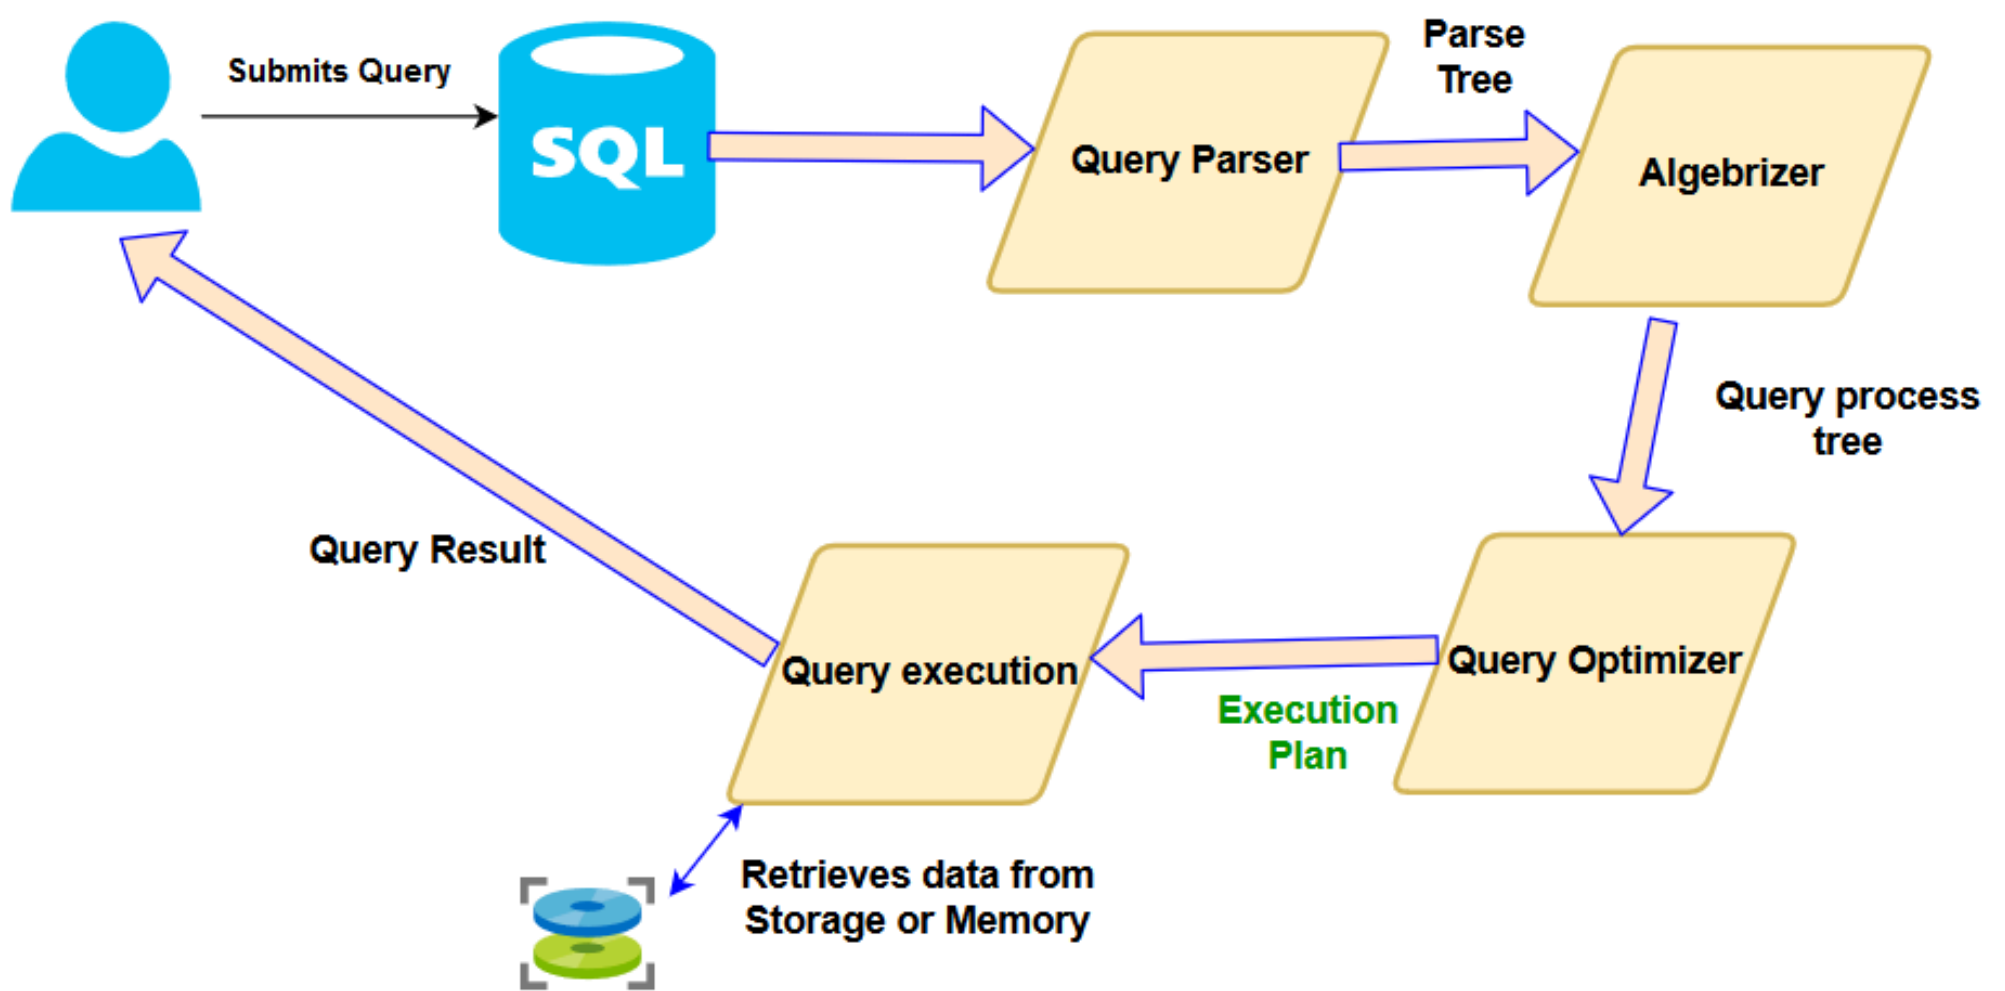 Submits Query
SQL
Query Parser
Parse
Tree
Algebrizer
Query process
tree
Query Optimizer
Execution
Plan
Query execution
Query Result
Retrieves data from
Storage or Memory